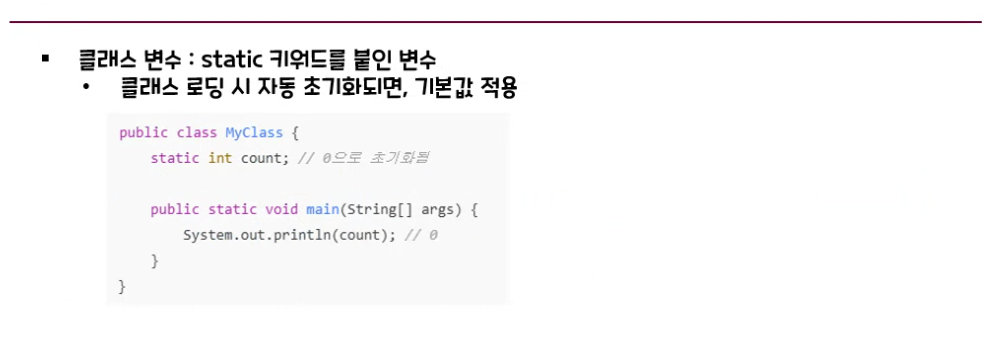 ▪ 클래스 변수 : static 키워드를 붙인 변수
• 클래스 로딩 시 자동 초기화되면, 기본값 적용
public class MyClass {
    static int count; // 0으로 초기화됨
    public static void main(String[] args) {
        System.out.println(count); // 0
    }
}